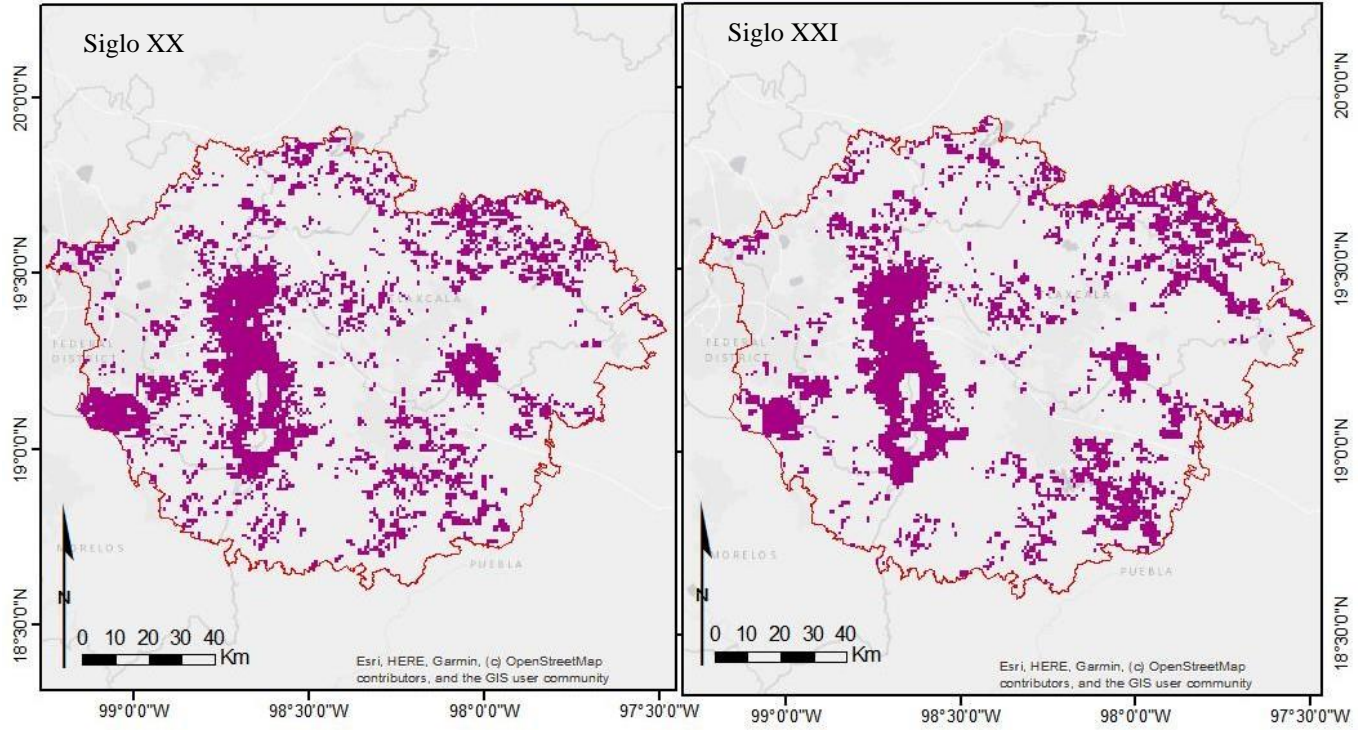 Siglo XX
20°0'0"N
19°30'0"N
19°0'0"N
18°30'0"N
TLAXCALA
FEDERAL
DISTRICT
MORELOS
PUEBLA
N
0 10 20 30 40
Km
Esri, HERE, Garmin, (c) OpenStreetMap
contributors, and the GIS user community
99°0'0"W
98°30'0"W
98°0'0"W
97°30'0"W
Siglo XXI
20°0'0"N
19°30'0"N
19°0'0"N
18°30'0"N
TLAXCALA
FEDERAL
DISTRICT
MORELOS
PUEBLA
N
0 10 20 30 40
Km
Esri, HERE, Garmin, (c) OpenStreetMap
contributors, and the GIS user community
99°0'0"W
98°30'0"W
98°0'0"W
97°30'0"W